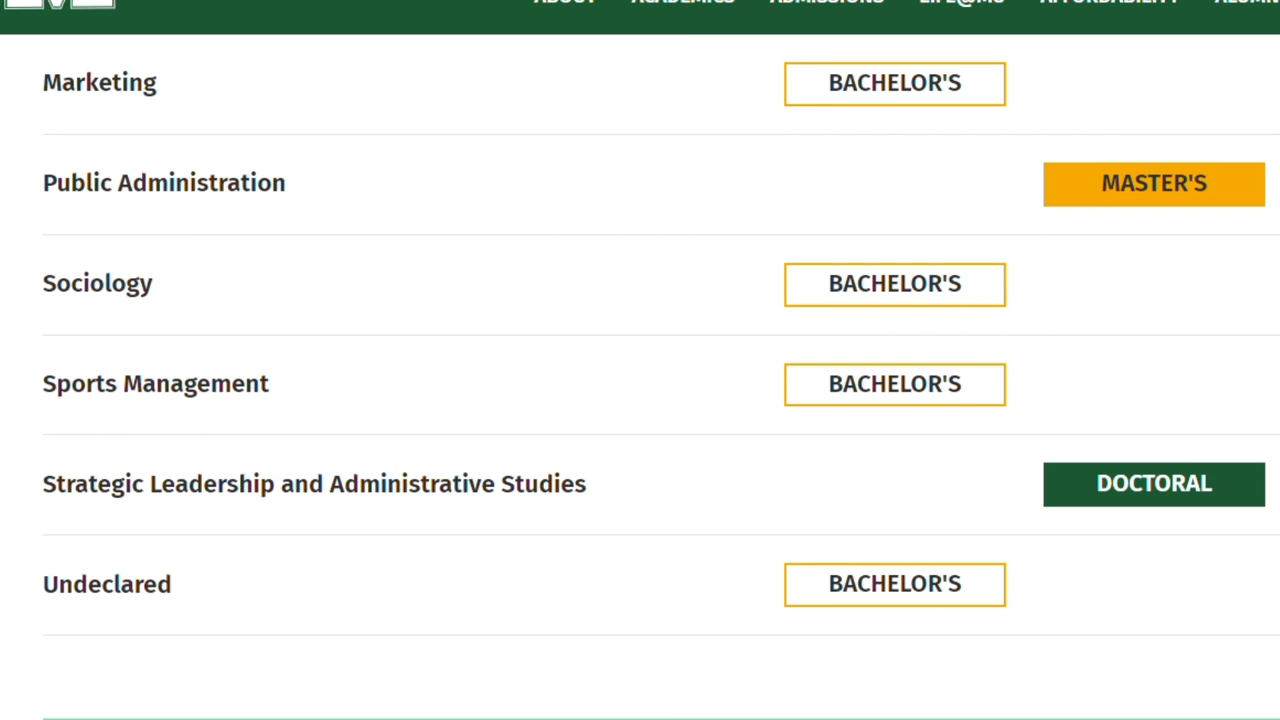 Marketing BACHELOR'S
Public Administration MASTER'S
Sociology BACHELOR'S
Sports Management BACHELOR'S
Strategic Leadership and Administrative Studies DOCTORAL
Undeclared BACHELOR'S